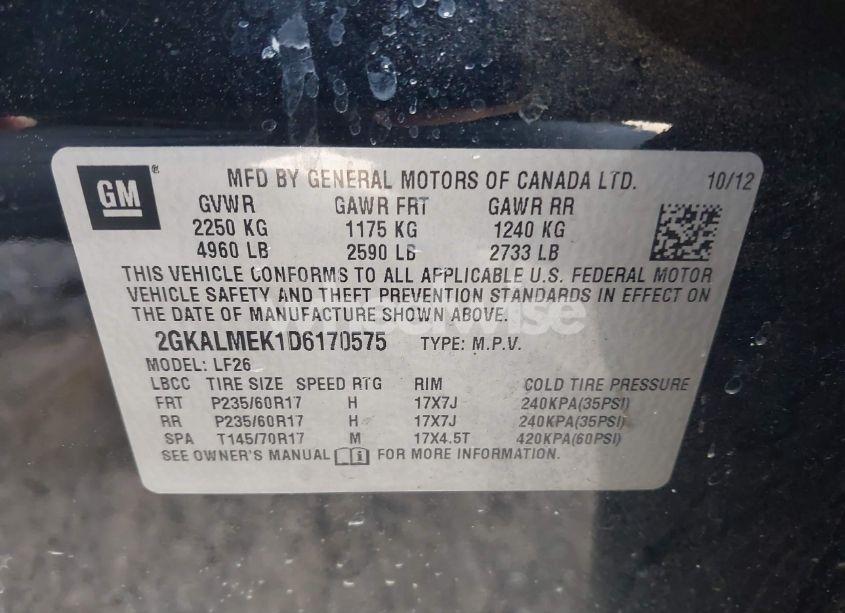 GM ® MFD BY GENERAL MOTORS OF CANADA LTD. 10/12
GVWR GAWR FRT GAWR RR
2250 KG 1175 KG 1240 KG
4960 LB 2590 LB 2733 LB
THIS VEHICLE CONFORMS TO ALL APPLICABLE U.S. FEDERAL MOTOR
VEHICLE SAFETY AND THEFT PREVENTION STANDARDS IN EFFECT ON
THE DATE OF MANUFACTURE SHOWN ABOVE.
2GKALMEK1D6170575 TYPE: M.P.V.
MODEL: LF26
LBCC TIRE SIZE SPEED RTG RIM COLD TIRE PRESSURE
FRT P235/60R17 H 17X7J 240KPA(35PSI)
RR P235/60R17 H 17X7J 240KPA(35PSI)
SPA T145/70R17 M 17X4.5T 420KPA(60PSI)
SEE OWNER'S MANUAL FOR MORE INFORMATION.